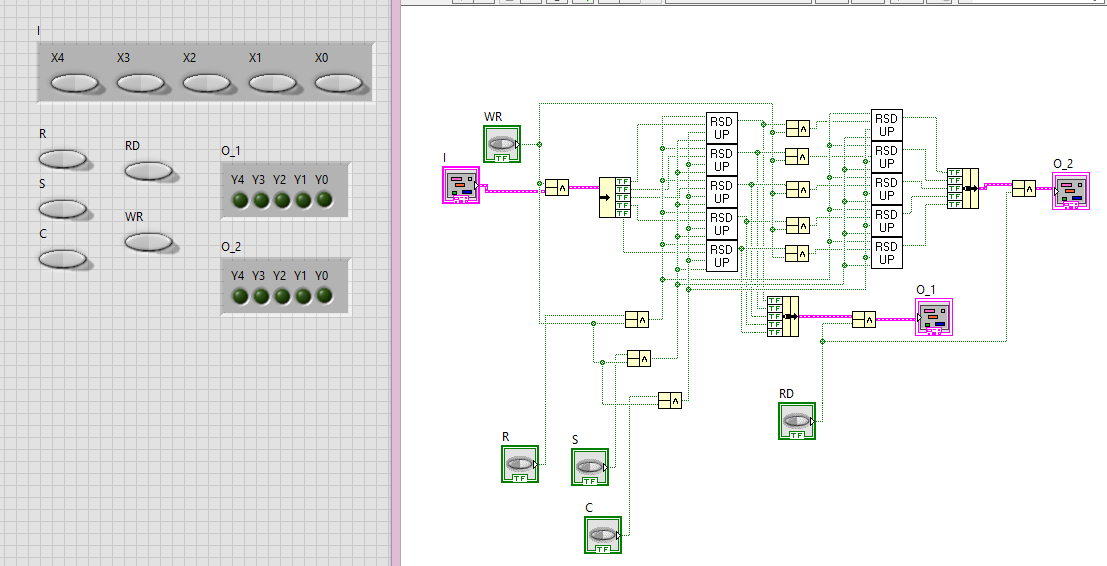 I
X4 X3 X2 X1 X0
R
S
C
RD
WR
O_1
Y4 Y3 Y2 Y1 Y0
O_2
Y4 Y3 Y2 Y1 Y0
WR
TF
I
TF
TF
TF
TF
TF
RSD
UP
RSD
UP
RSD
UP
RSD
UP
RSD
UP
RSD
UP
RSD
UP
RSD
UP
RSD
UP
RSD
UP
TF
TF
TF
TF
TF
O_2
TF
TF
TF
TF
TF
O_1
RD
TF
R
TF
S
TF
C
TF